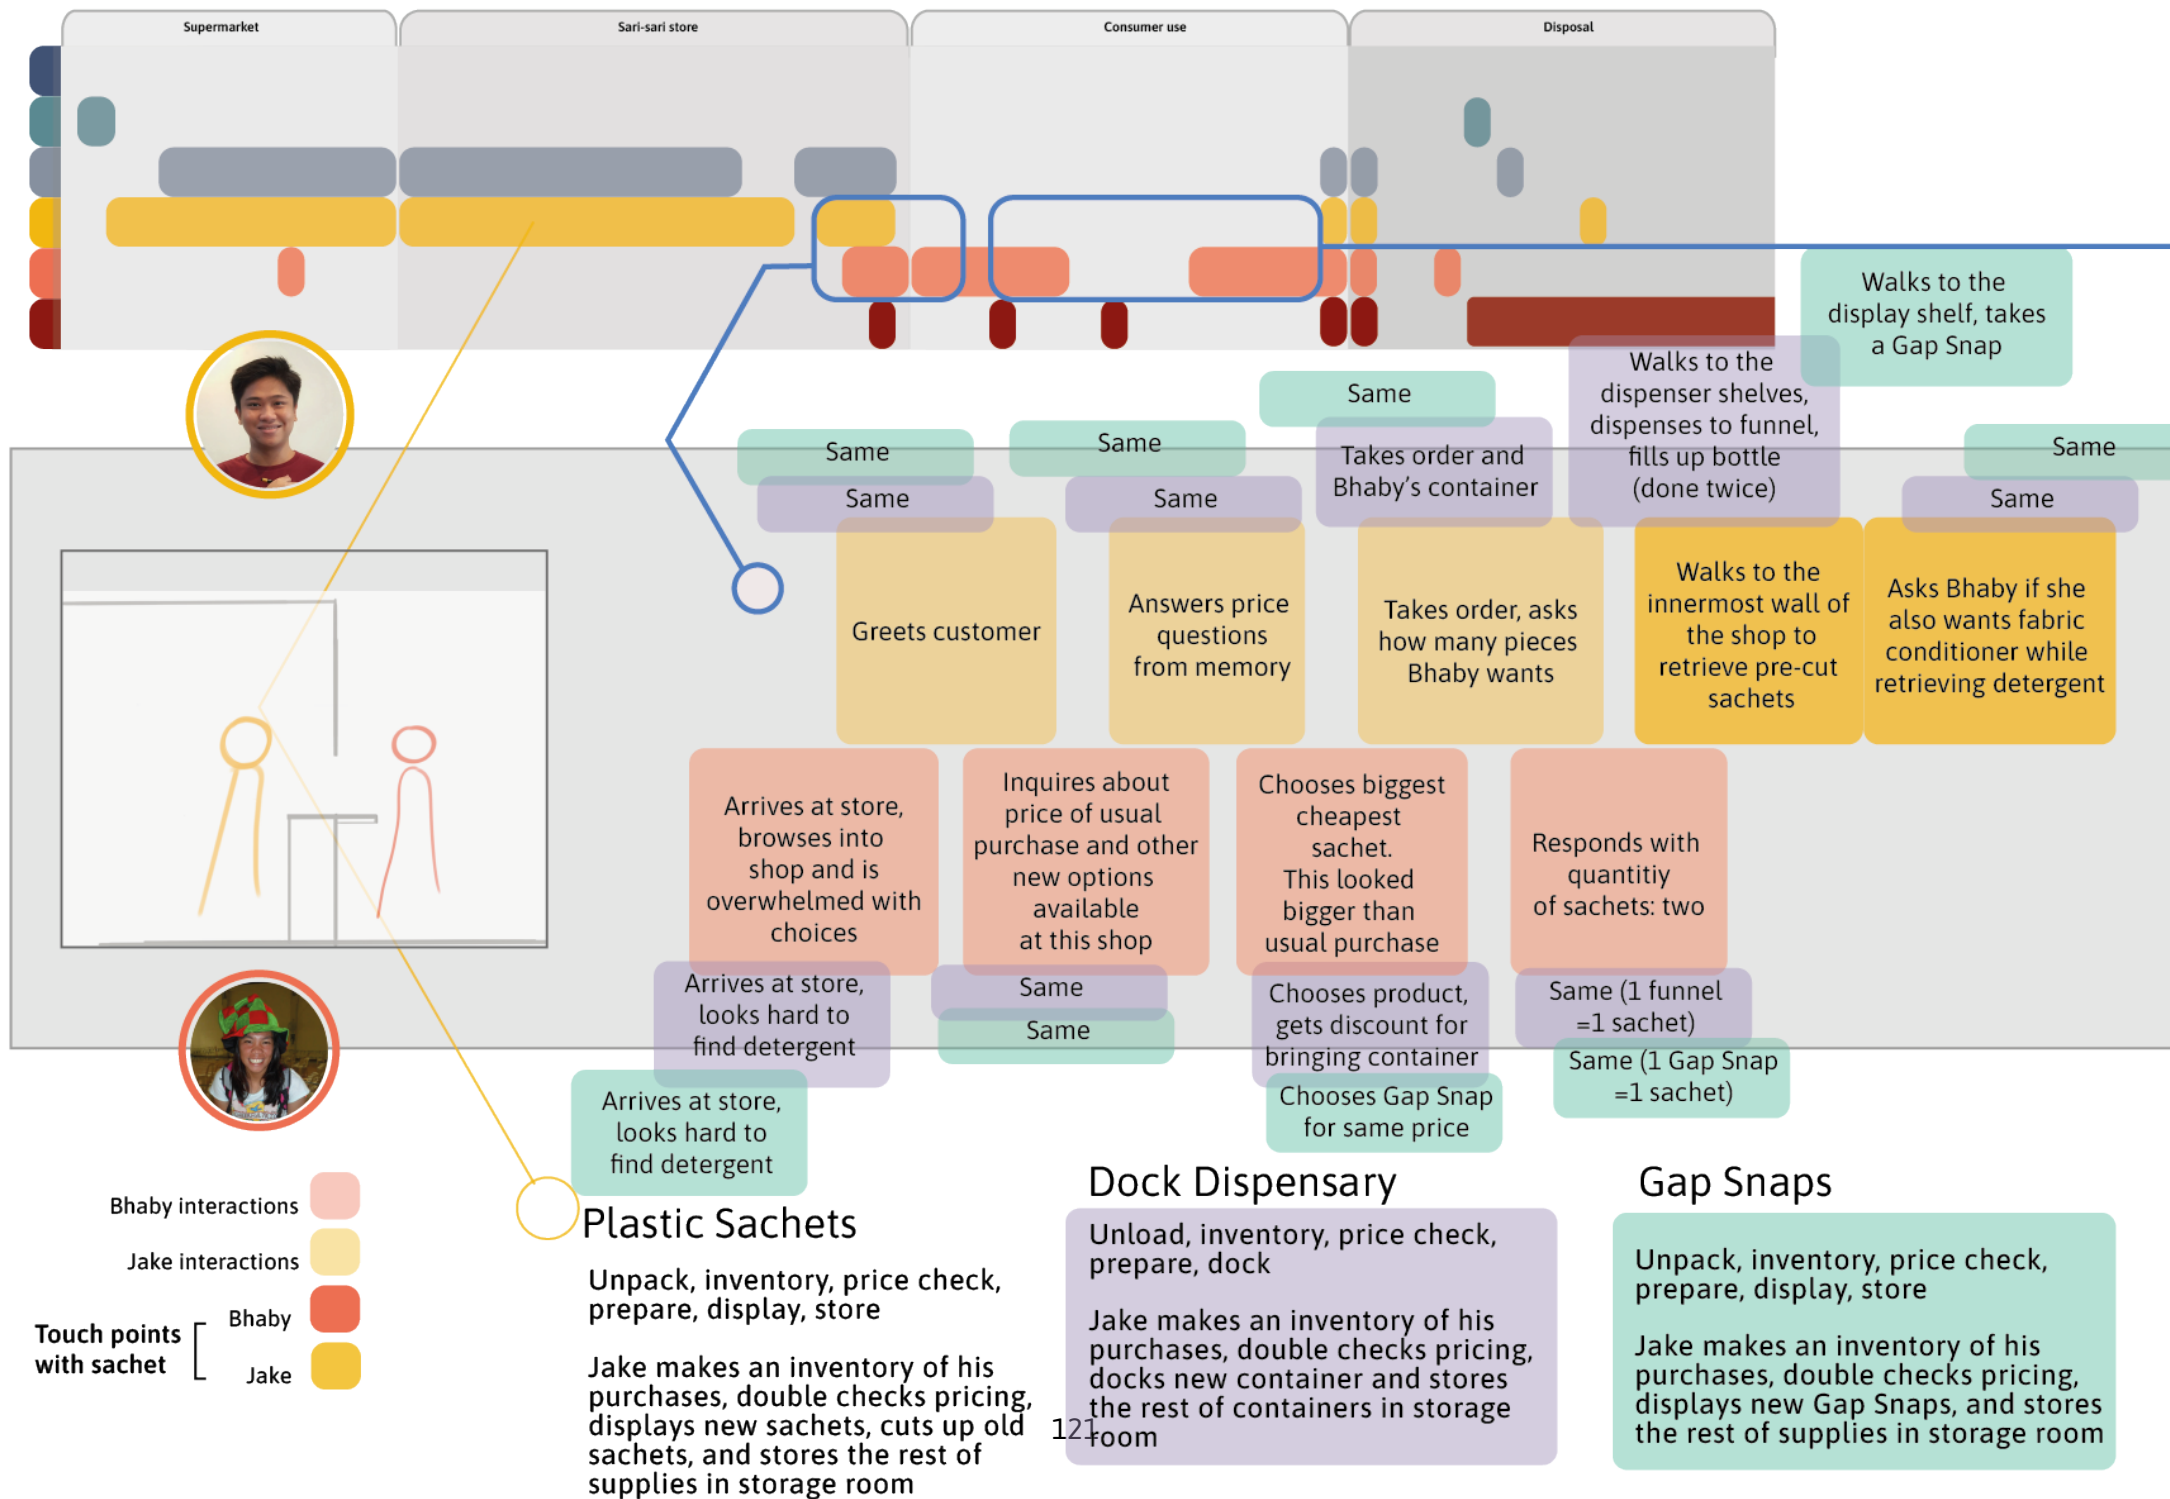 Supermarket
Sari-sari store
Consumer use
Disposal
Walks to the
display shelf, takes
a Gap Snap
Walks to the
dispenser shelves,
dispenses to funnel,
fills up bottle
(done twice)
Same
Same
Same
Takes order and
Bhaby's container
Same
Same
Same
Same
Greets customer
Answers price
questions
from memory
Takes order, asks
how many pieces
Bhaby wants
Walks to the
innermost wall of
the shop to
retrieve pre-cut
sachets
Asks Bhaby if she
also wants fabric
conditioner while
retrieving detergent
Arrives at store,
browses into
shop and is
overwhelmed with
choices
Inquires about
price of usual
purchase and other
new options
available
at this shop
Chooses biggest
cheapest
sachet.
This looked
bigger than
usual purchase
Responds with
quantitiy
of sachets: two
Arrives at store,
looks hard to
find detergent
Same
Same
Chooses product,
gets discount for
bringing container
Same (1 funnel
=1 sachet)
Arrives at store,
looks hard to
find detergent
Chooses Gap Snap
for same price
Same (1 Gap Snap
=1 sachet)
Bhaby interactions
Jake interactions
Touch points
with sachet
Bhaby
Jake
Plastic Sachets
Unpack, inventory, price check,
prepare, display, store
Jake makes an inventory of his
purchases, double checks pricing,
displays new sachets, cuts up old
sachets, and stores the rest of
supplies in storage room
Dock Dispensary
Unload, inventory, price check,
prepare, dock
Jake makes an inventory of his
purchases, double checks pricing,
docks new container and stores
the rest of containers in storage
room
Gap Snaps
Unpack, inventory, price check,
prepare, display, store
Jake makes an inventory of his
purchases, double checks pricing,
displays new Gap Snaps, and stores
the rest of supplies in storage room
121